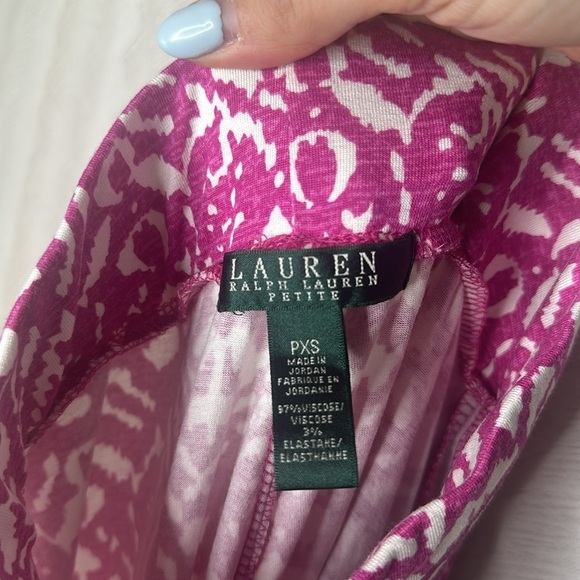 LAUREN
RALPH LAUREN
PETITE
PXS
MADE IN
JORDAN
FABRIQUE EN
JORDANIE
97% VISCOSE/
VISCOSE
3%
ELASTANE/
ELASTHANNE